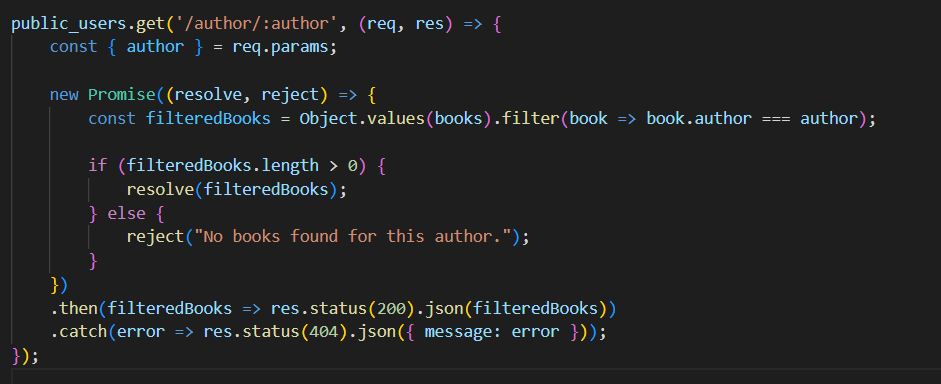 public_users.get('/author/:author', (req, res) => {
    const { author } = req.params;

    new Promise((resolve, reject) => {
        const filteredBooks = Object.values(books).filter(book => book.author === author);

        if (filteredBooks.length > 0) {
            resolve(filteredBooks);
        } else {
            reject("No books found for this author.");
        }
    })
    .then(filteredBooks => res.status(200).json(filteredBooks))
    .catch(error => res.status(404).json({ message: error }));
});